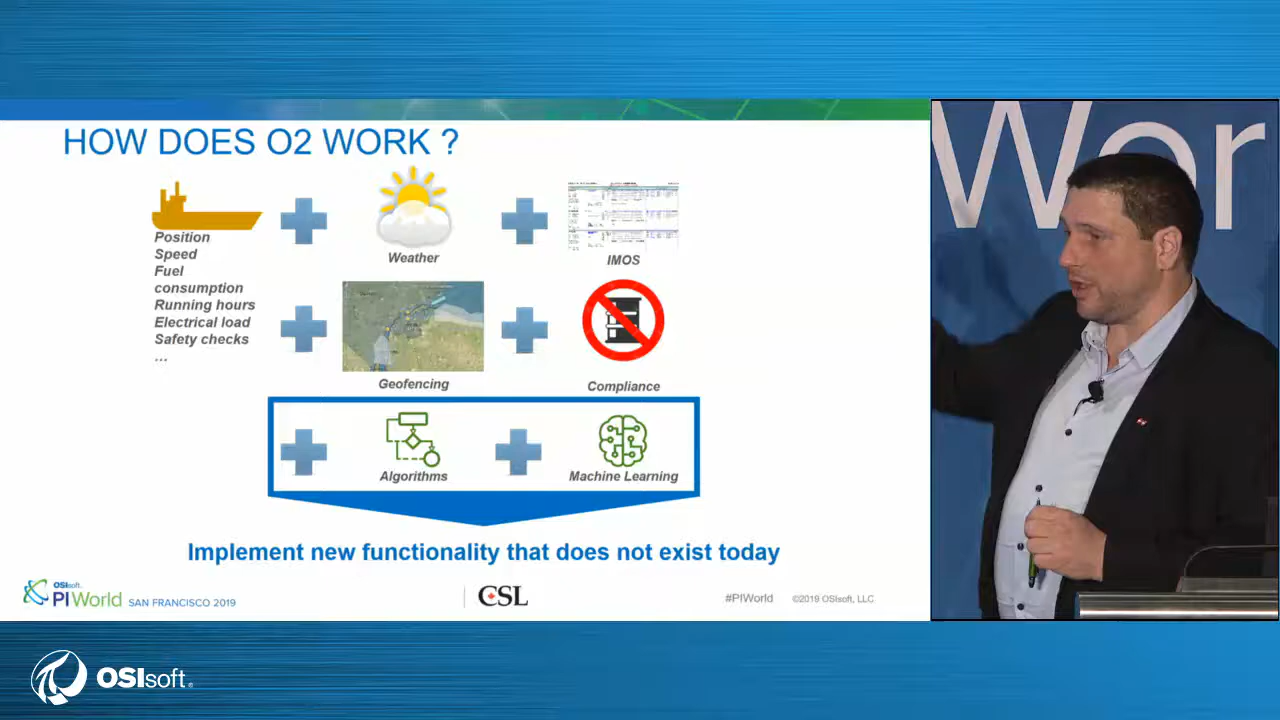 HOW DOES O2 WORK ?
Position
Speed
Fuel
consumption
Running hours
Electrical load
Safety checks
...
Weather
IMOS
Geofencing
Compliance
Algorithms
Machine Learning
Implement new functionality that does not exist today
OSIsoft.
PI World SAN FRANCISCO 2019
CSL
#PIWorld ©2019 OSIsoft, LLC
Wor
OSIsoft.